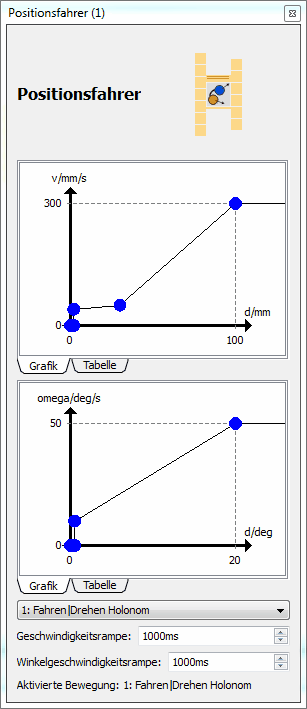 Positionsfahrer (1)
Positionsfahrer
v/mm/s
300
0
d/mm
0
100
Grafik
Tabelle
omega/deg/s
50
0
d/deg
0
20
Grafik
Tabelle
1: Fahren|Drehen Holonom
Geschwindigkeitsrampe: 1000ms
Winkelgeschwindigkeitsrampe: 1000ms
Aktivierte Bewegung: 1: Fahren|Drehen Holonom